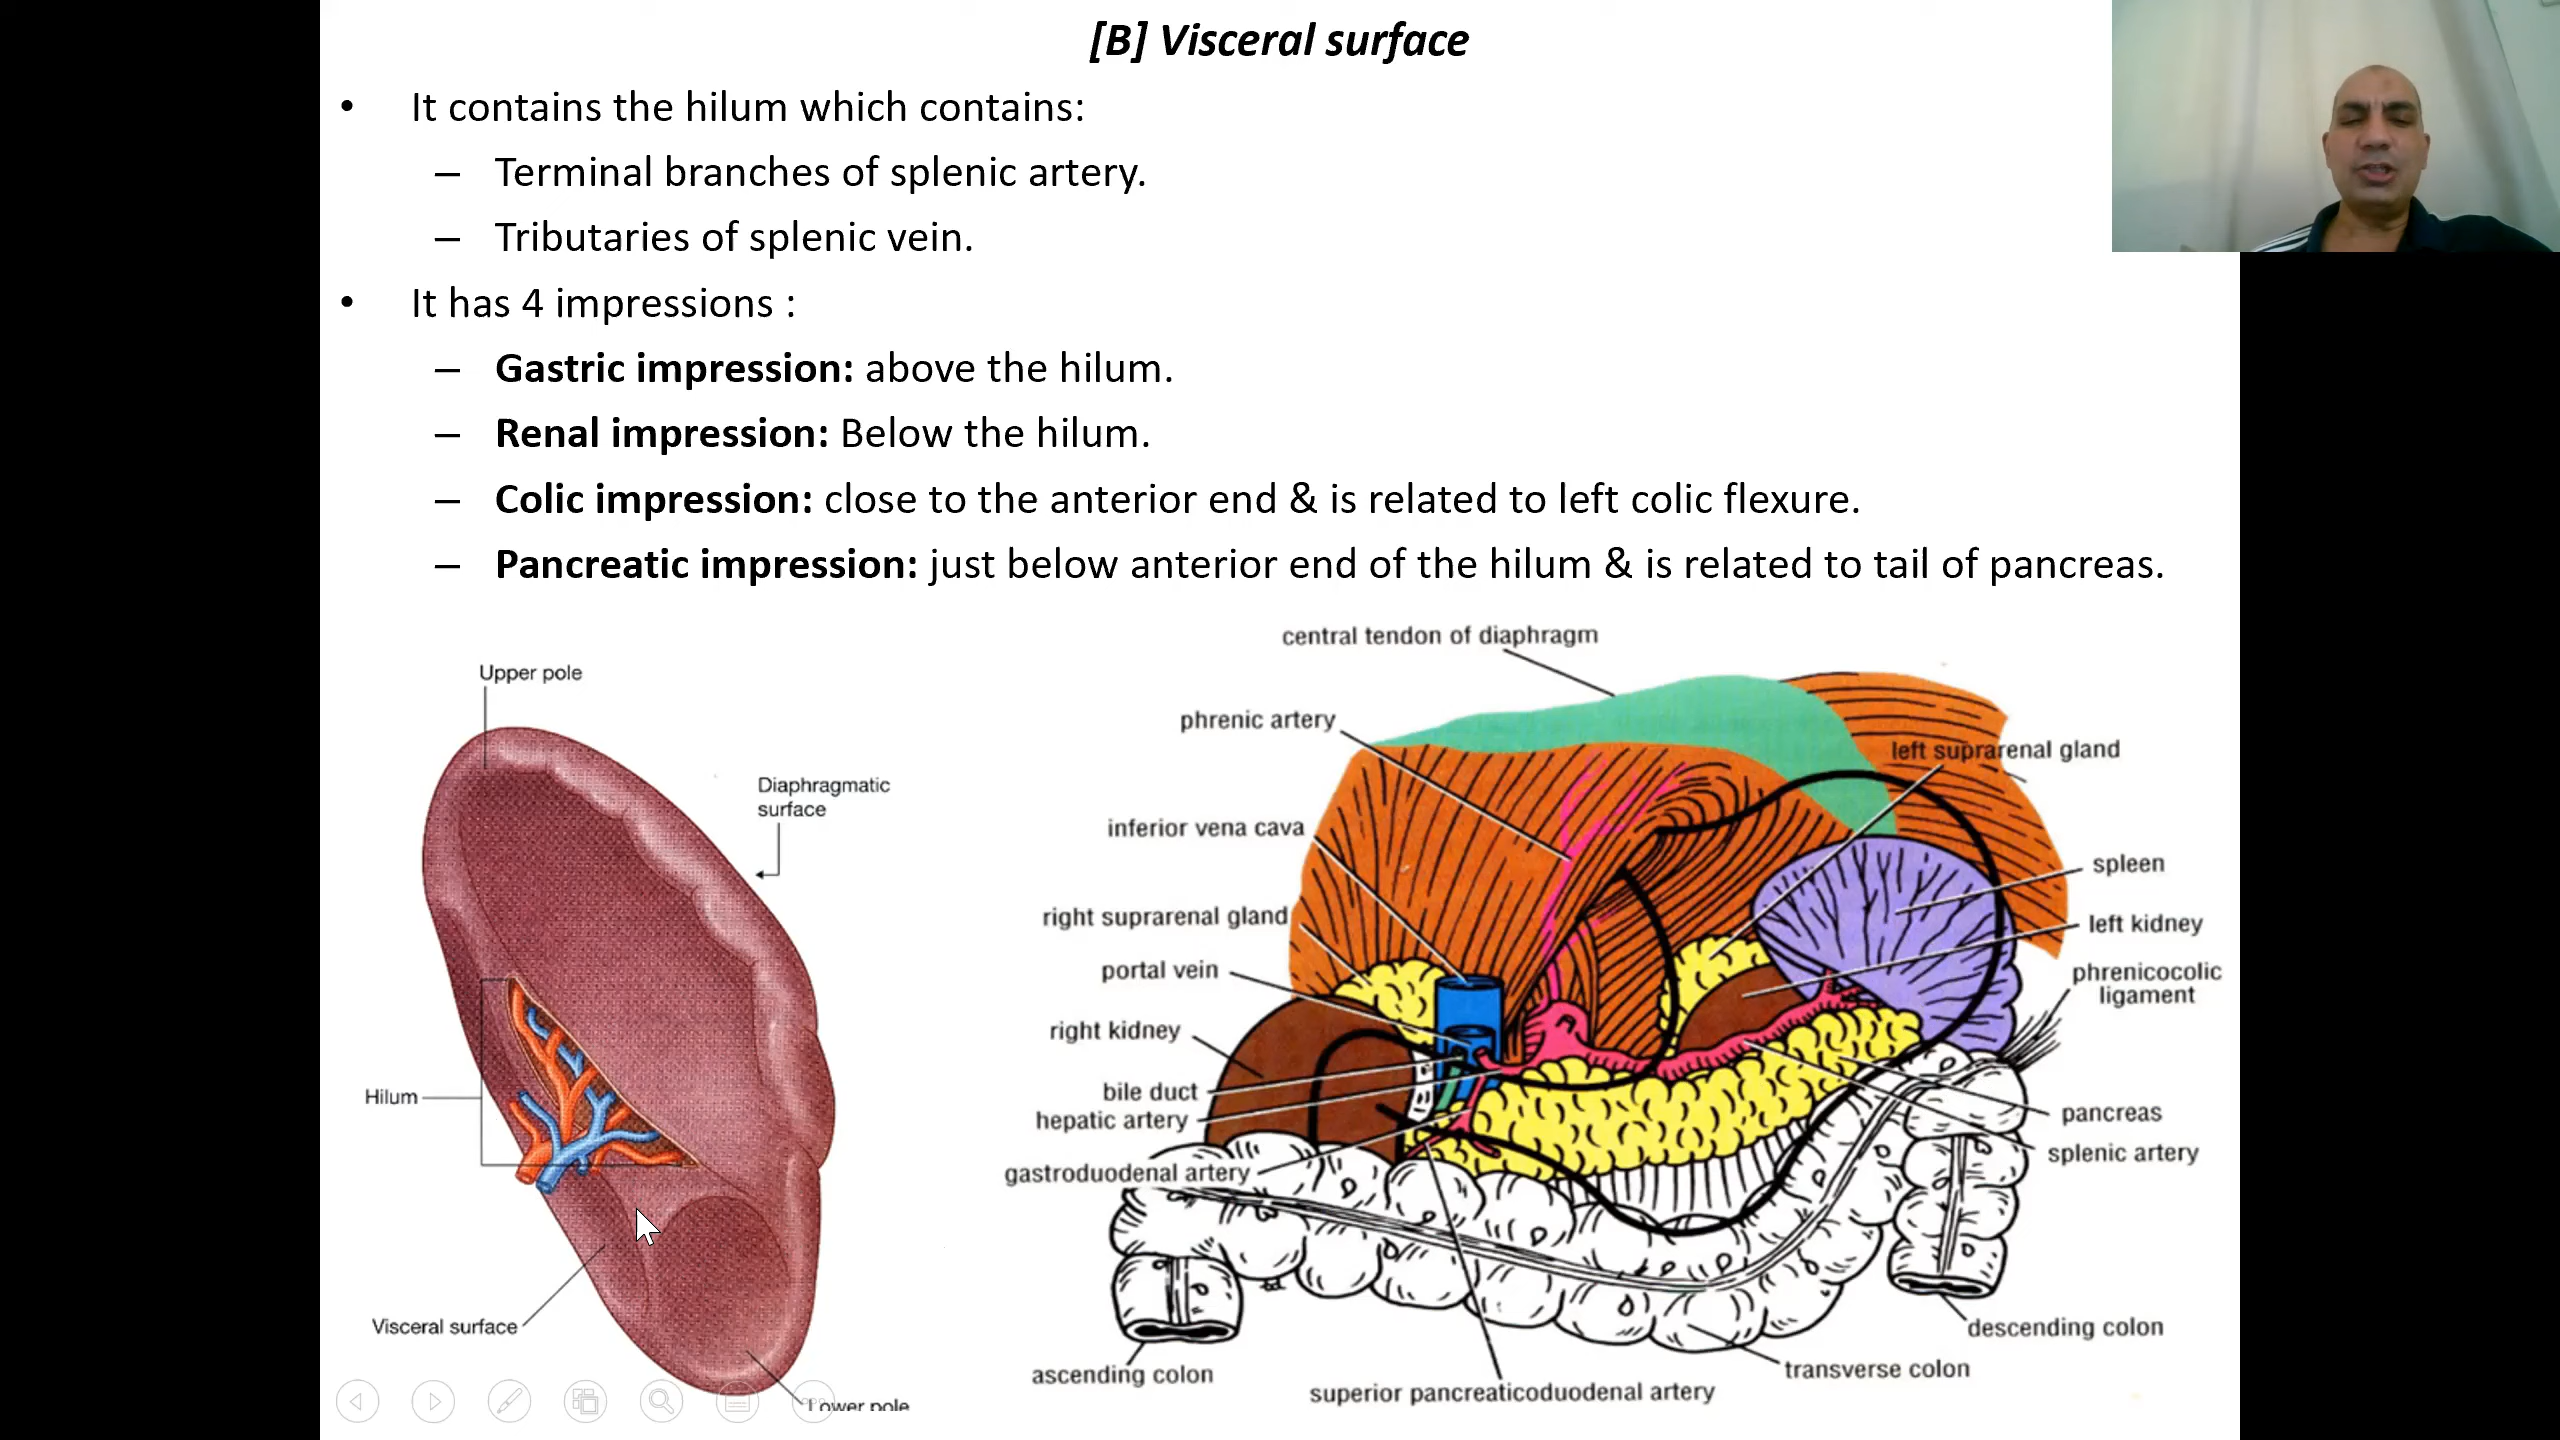 [B] Visceral surface
• It contains the hilum which contains:
– Terminal branches of splenic artery.
– Tributaries of splenic vein.
• It has 4 impressions :
– Gastric impression: above the hilum.
– Renal impression: Below the hilum.
– Colic impression: close to the anterior end & is related to left colic flexure.
– Pancreatic impression: just below anterior end of the hilum & is related to tail of pancreas.
Upper pole
Diaphragmatic
surface
Hilum
Visceral surface
Lower pole
central tendon of diaphragm
phrenic artery
left suprarenal gland
inferior vena cava
spleen
right suprarenal gland
left kidney
portal vein
phrenicocolic
ligament
right kidney
bile duct
hepatic artery
pancreas
splenic artery
gastroduodenal artery
descending colon
transverse colon
ascending colon
superior pancreaticoduodenal artery